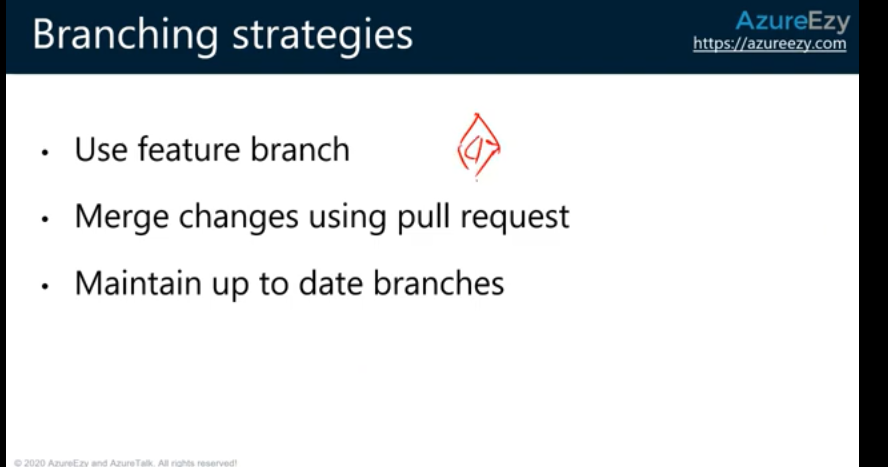 Branching strategies
AzureEzy
https://azureezy.com
• Use feature branch
• Merge changes using pull request
• Maintain up to date branches
© 2020 AzureEzy and AzureTalk. All rights reserved!